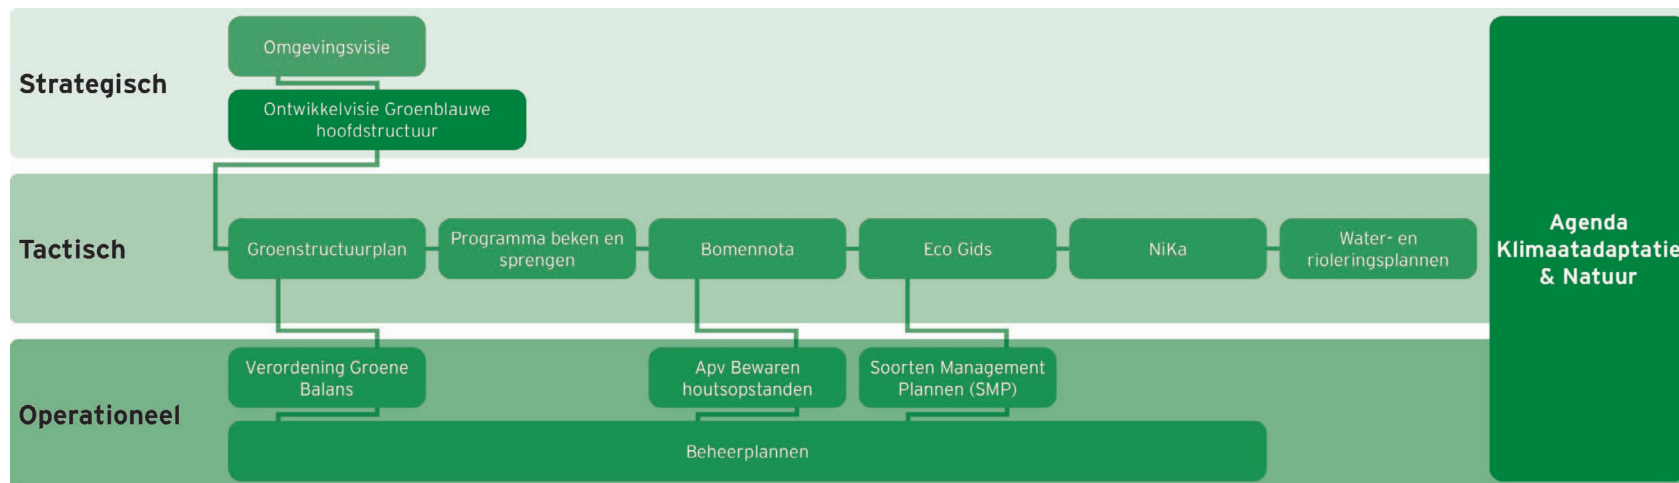 Strategisch
Omgevingsvisie
Ontwikkelvisie Groenblauwe
hoofdstructuur
Tactisch
Groenstructuurplan
Programma beken en
sprengen
Bomennota
Eco Gids
NiKa
Water- en
rioleringsplannen
Operationeel
Verordening Groene
Balans
Apv Bewaren
houtsopstanden
Soorten Management
Plannen (SMP)
Beheerplannen
Agenda
Klimaatadaptatie
& Natuur